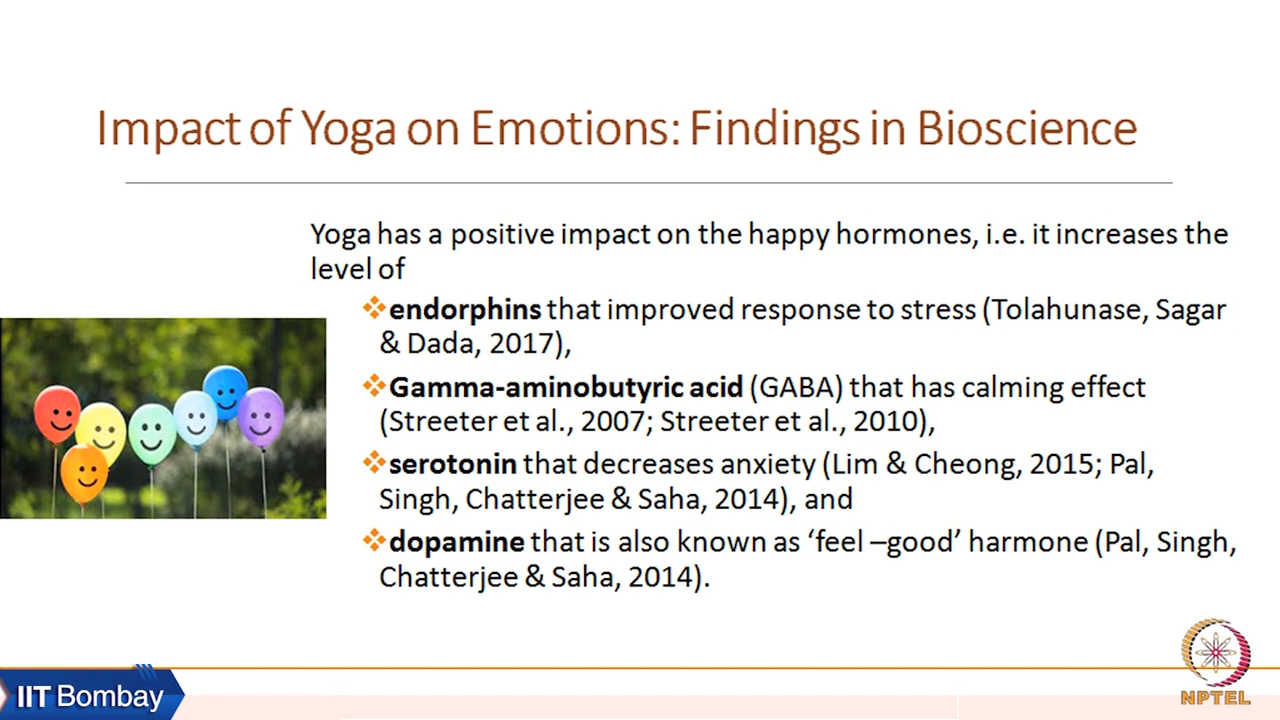 Impact of Yoga on Emotions: Findings in Bioscience
Yoga has a positive impact on the happy hormones, i.e. it increases the
level of
❖endorphins that improved response to stress (Tolahunase, Sagar
& Dada, 2017),
❖Gamma-aminobutyric acid (GABA) that has calming effect
(Streeter et al., 2007; Streeter et al., 2010),
❖serotonin that decreases anxiety (Lim & Cheong, 2015; Pal,
Singh, Chatterjee & Saha, 2014), and
❖dopamine that is also known as ‘feel –good’ harmone (Pal, Singh,
Chatterjee & Saha, 2014).
IIT Bombay
NPTEL